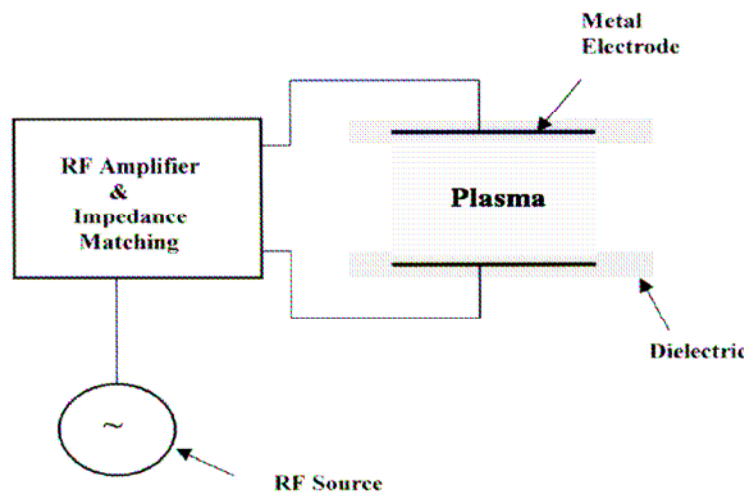 Metal
Electrode
RF Amplifier
&
Impedance
Matching
Plasma
Dielectric
~
RF Source